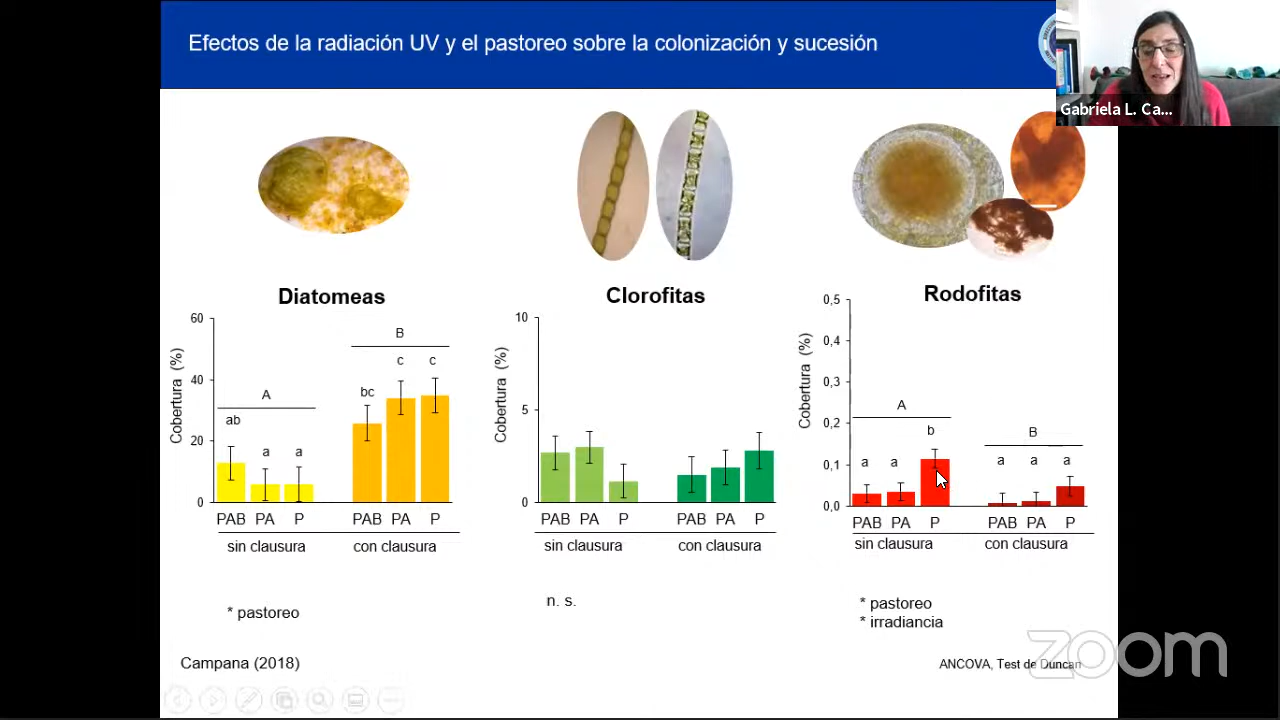 Efectos de la radiación UV y el pastoreo sobre la colonización y sucesión
Gabriela L. Ca...
Diatomeas
Cobertura (%)
60
40
20
0
A
ab
a
a
B
bc
c
c
PAB PA P PAB PA P
sin clausura con clausura
* pastoreo
Clorofitas
Cobertura (%)
10
5
0
PAB PA P PAB PA P
sin clausura con clausura
n. s.
Rodofitas
Cobertura (%)
0,5
0,4
0,3
0,2
0,1
0,0
A
a a b
B
a a a
PAB PA P PAB PA P
sin clausura con clausura
* pastoreo
* irradiancia
Campana (2018)
ANCOVA, Test de Duncan
zoom